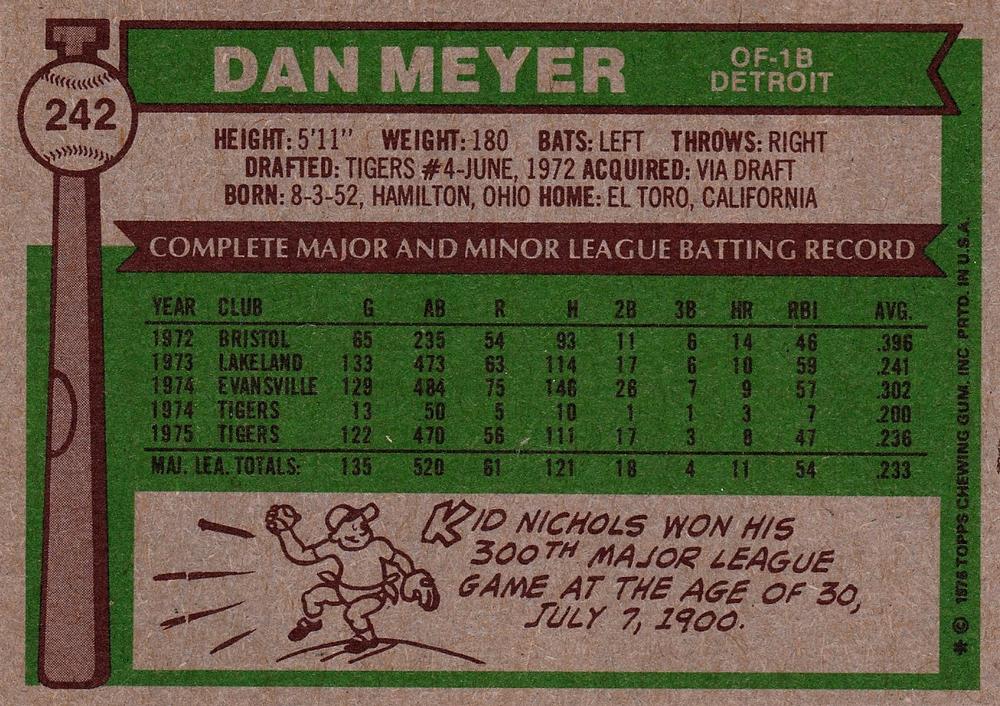 242
DAN MEYER
OF-1B
DETROIT
HEIGHT: 5'11" WEIGHT: 180 BATS: LEFT THROWS: RIGHT
DRAFTED: TIGERS #4-JUNE, 1972 ACQUIRED: VIA DRAFT
BORN: 8-3-52, HAMILTON, OHIO HOME: EL TORO, CALIFORNIA
COMPLETE MAJOR AND MINOR LEAGUE BATTING RECORD
YEAR CLUB G AB R H 2B 3B HR RBI AVG.
1972 BRISTOL 65 235 54 93 11 6 14 46 .396
1973 LAKELAND 133 473 63 114 17 6 10 59 .241
1974 EVANSVILLE 129 484 75 146 26 7 9 57 .302
1974 TIGERS 13 50 5 10 1 1 3 7 .200
1975 TIGERS 122 470 56 111 17 3 8 47 .236
MAJ. LEA. TOTALS: 135 520 61 121 18 4 11 54 .233
KID NICHOLS WON HIS
300TH MAJOR LEAGUE
GAME AT THE AGE OF 30,
JULY 7, 1900.
* © 1976 TOPPS CHEWING GUM, INC PRTD. IN U.S.A.